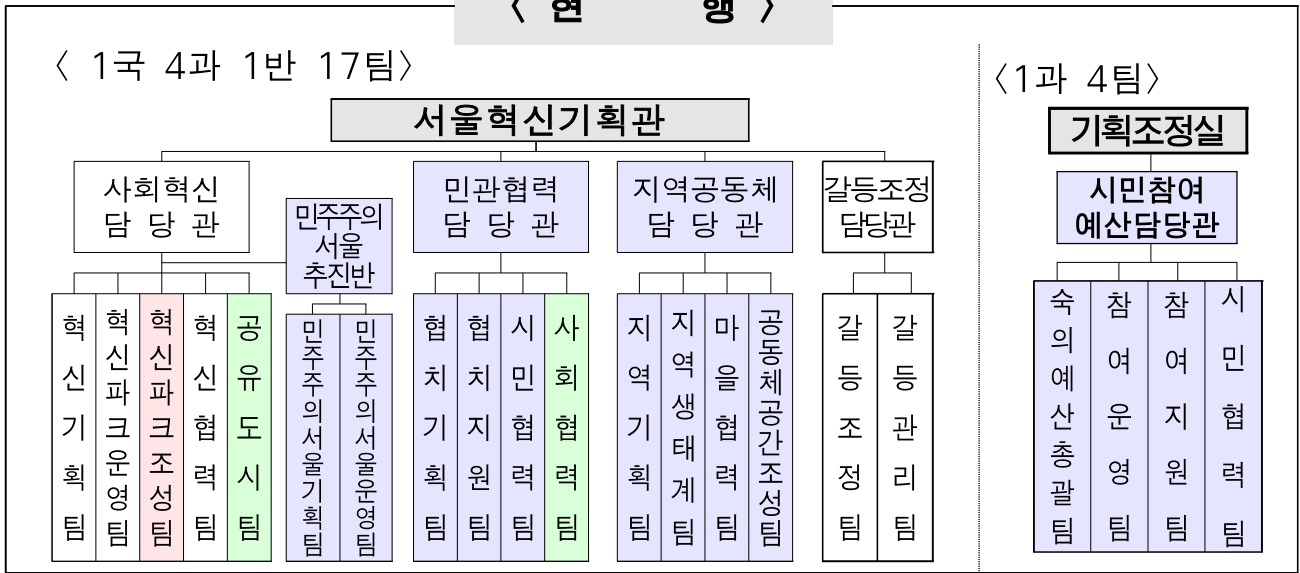 〈 현 행 〉
〈 1국 4과 1반 17팀〉
서울혁신기획관
사회혁신
담 당 관
혁신기획팀
혁신파크운영팀
혁신파크조성팀
혁신협력팀
공유도시팀
민주주의
서울
추진반
민주주의서울기획팀
민주주의서울운영팀
민관협력
담 당 관
협치기획팀
협치지원팀
시민협력팀
사회협력팀
지역공동체
담 당 관
지역기획팀
지역생태계팀
마을협력팀
공동체공간조성팀
갈등조정
담당관
갈등조정팀
갈등관리팀
〈1과 4팀〉
기획조정실
시민참여
예산담당관
숙의예산총괄팀
참여운영팀
참여지원팀
시민협력팀